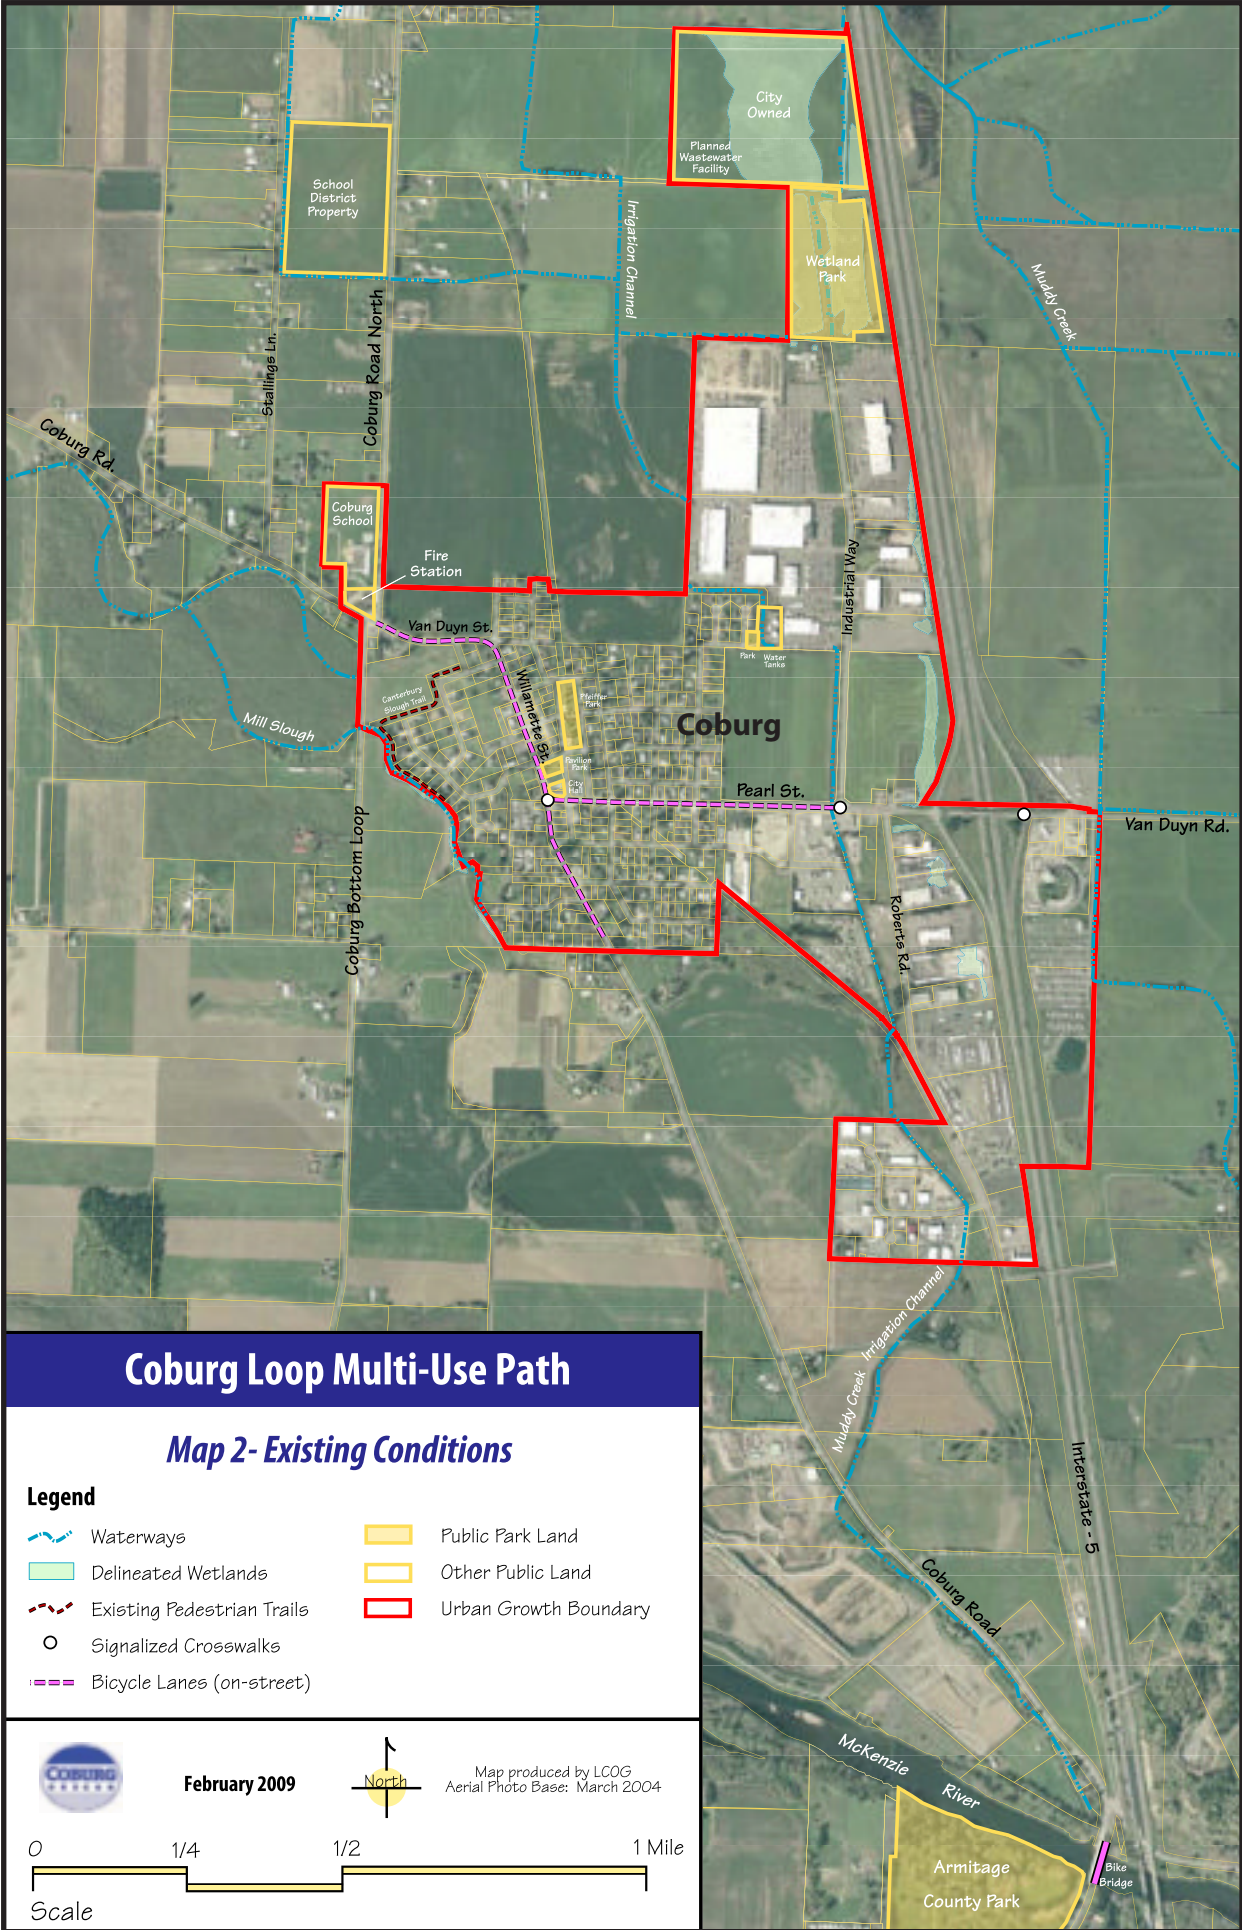 City
Owned
Planned
Wastewater
Facility
School
District
Property
Irrigation Channel
Wetland
Park
Muddy Creek
Stallings Ln.
Coburg Road North
Coburg Rd.
Coburg
School
Fire
Station
Industrial Way
Van Duyn St.
Park
Water
Tanks
Canterbury
Slough Trail
Willamette St.
Pfeiffer
Park
Coburg
Mill Slough
Pavilion
Park
City
Hall
Pearl St.
Van Duyn Rd.
Coburg Bottom Loop
Roberts Rd.
Muddy Creek Irrigation Channel
Interstate - 5
Coburg Road
McKenzie River
Armitage
County Park
Bike
Bridge
Coburg Loop Multi-Use Path
Map 2- Existing Conditions
Legend
Waterways
Delineated Wetlands
Existing Pedestrian Trails
Signalized Crosswalks
Bicycle Lanes (on-street)
Public Park Land
Other Public Land
Urban Growth Boundary
COBURG
February 2009
North
Map produced by LCOG
Aerial Photo Base: March 2004
0 1/4 1/2 1 Mile
Scale